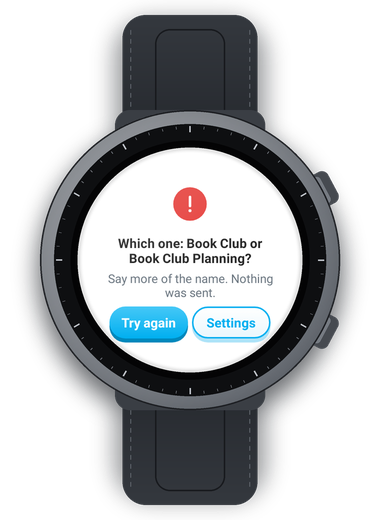 Which one: Book Club or
Book Club Planning?
Say more of the name. Nothing
was sent.
Try again
Settings